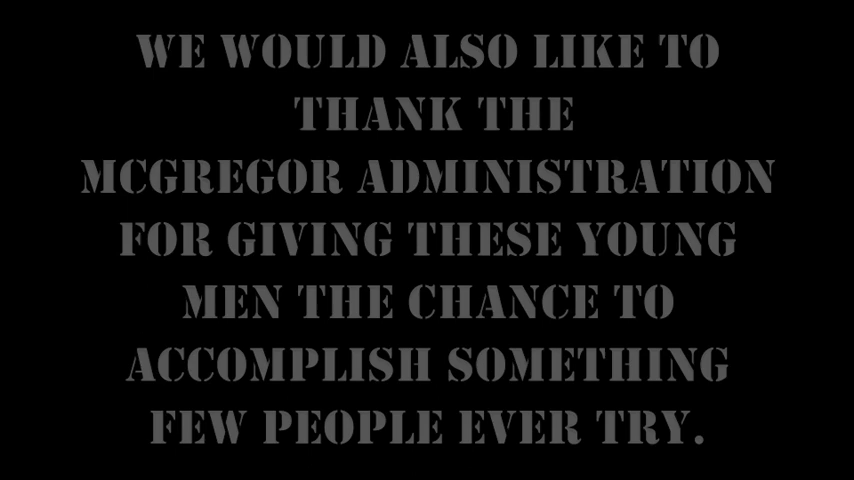 WE WOULD ALSO LIKE TO
THANK THE
MCGREGOR ADMINISTRATION
FOR GIVING THESE YOUNG
MEN THE CHANCE TO
ACCOMPLISH SOMETHING
FEW PEOPLE EVER TRY.